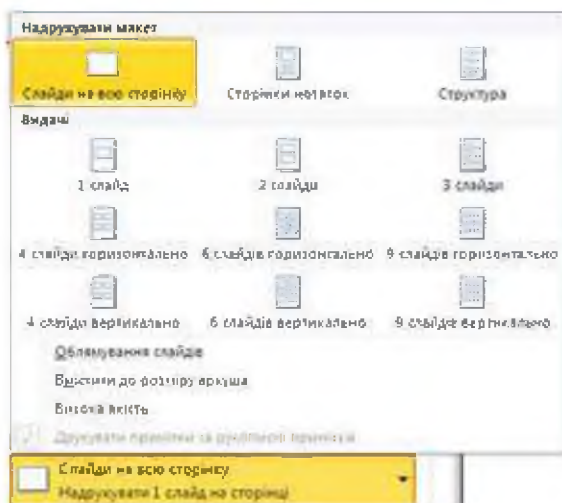 Надрукувати макет
Слайди на всю сторінку Сторінки нотаток Структура
Видачі
1 слайд 2 слайди 3 слайди
4 слайди горизонтально 6 слайдів горизонтально 9 слайдів горизонтально
4 слайди вертикально 6 слайдів вертикально 9 слайдів вертикально
Облямування слайдів
Вмістити до розміру аркуша
Висока якість
Друкувати примітки та рукописні примітки
Слайди на всю сторінку
Надрукувати 1 слайд на сторінці